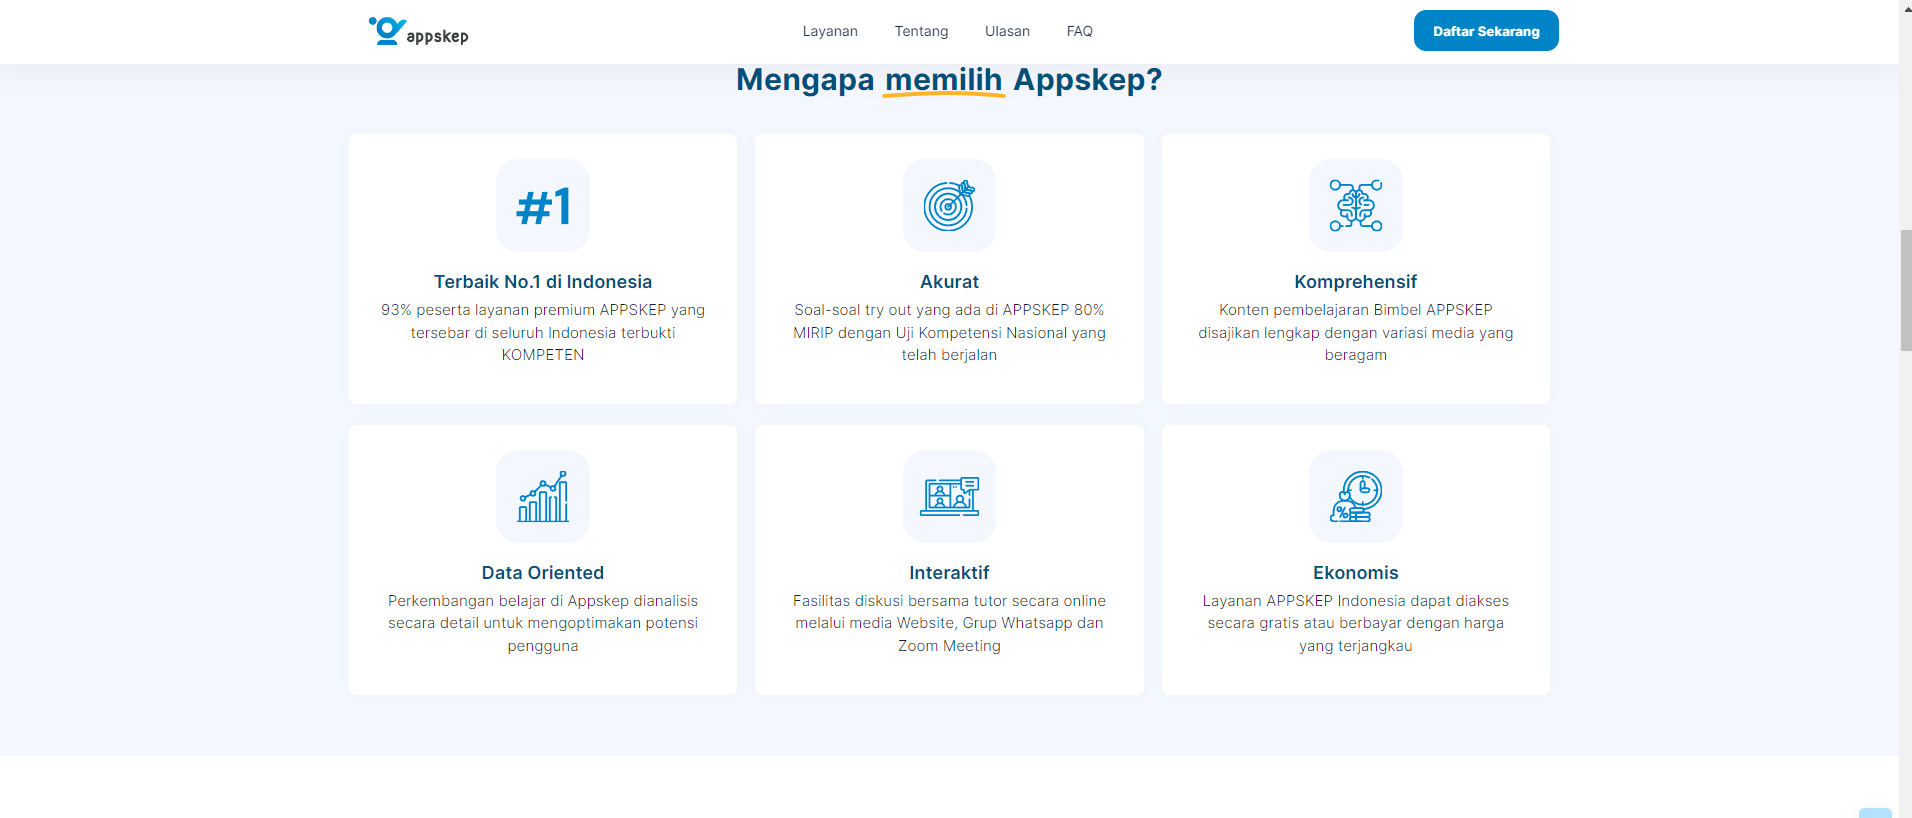 appskep
Layanan
Tentang
Ulasan
FAQ
Daftar Sekarang
Mengapa memilih Appskep?
#1
Terbaik No.1 di Indonesia
93% peserta layanan premium APPSKEP yang
tersebar di seluruh Indonesia terbukti
KOMPETEN
Akurat
Soal-soal try out yang ada di APPSKEP 80%
MIRIP dengan Uji Kompetensi Nasional yang
telah berjalan
Komprehensif
Konten pembelajaran Bimbel APPSKEP
disajikan lengkap dengan variasi media yang
beragam
Data Oriented
Perkembangan belajar di Appskep dianalisis
secara detail untuk mengoptimakan potensi
pengguna
Interaktif
Fasilitas diskusi bersama tutor secara online
melalui media Website, Grup Whatsapp dan
Zoom Meeting
%
Ekonomis
Layanan APPSKEP Indonesia dapat diakses
secara gratis atau berbayar dengan harga
yang terjangkau